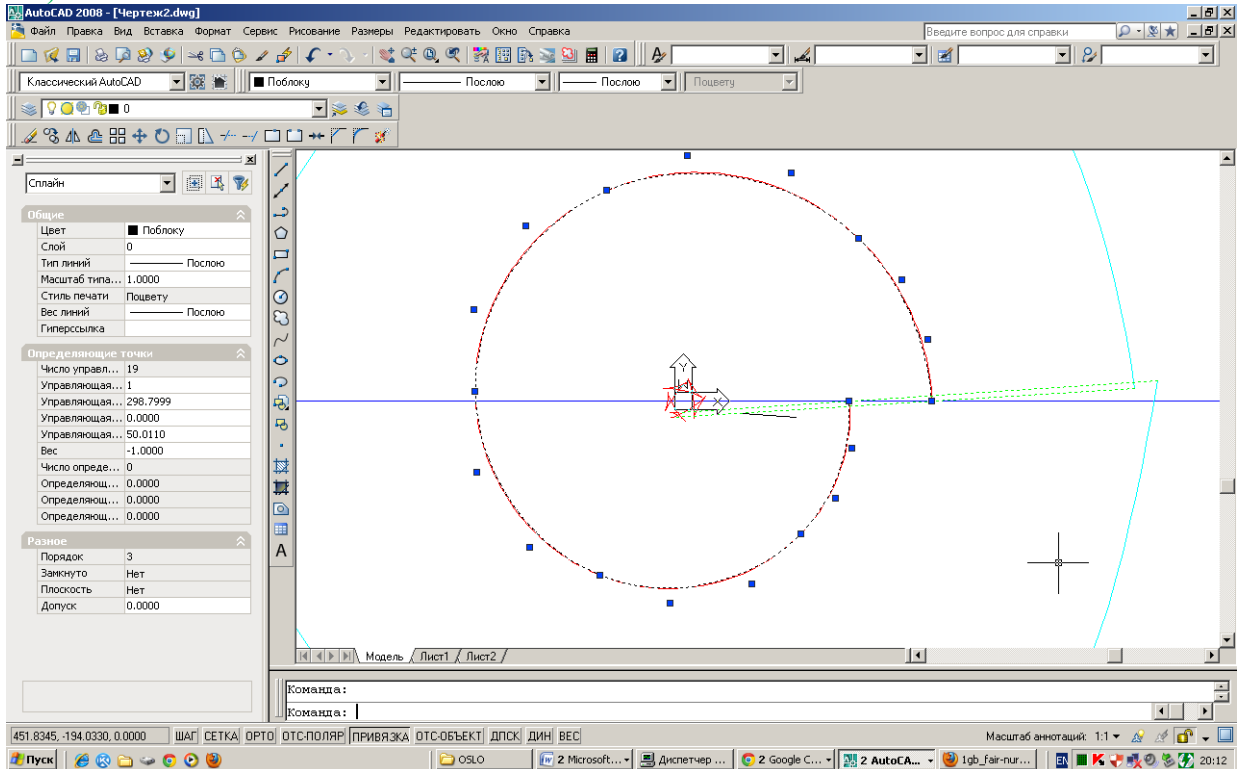 AutoCAD 2008 - [Чертеж2.dwg]
Файл Правка Вид Вставка Формат Сервис Рисование Размеры Редактировать Окно Справка
Введите вопрос для справки
Классический AutoCAD
Поблоку
Послою
Послою
Поцвету
0
Сплайн
Общие
Цвет Поблоку
Слой 0
Тип линий Послою
Масштаб типа... 1.0000
Стиль печати Поцвету
Вес линий Послою
Гиперссылка
Определяющие точки
Число управл... 19
Управляющая... 1
Управляющая... 298.7999
Управляющая... 0.0000
Управляющая... 50.0110
Вес -1.0000
Число опреде... 0
Определяющ... 0.0000
Определяющ... 0.0000
Определяющ... 0.0000
Разное
Порядок 3
Замкнуто Нет
Плоскость Нет
Допуск 0.0000
A
Y
X
Модель Лист1 Лист2
Команда:
Команда:
451.8345, -194.0330, 0.0000 ШАГ СЕТКА ОРТО ОТС-ПОЛЯР ПРИВЯЗКА ОТС-ОБЪЕКТ ДПСК ДИН ВЕС
Масштаб аннотаций: 1:1
Пуск OSLO 2 Microsoft... Диспетчер ... 2 Google C... 2 AutoCA... 1gb_fair-nur... EN 20:12